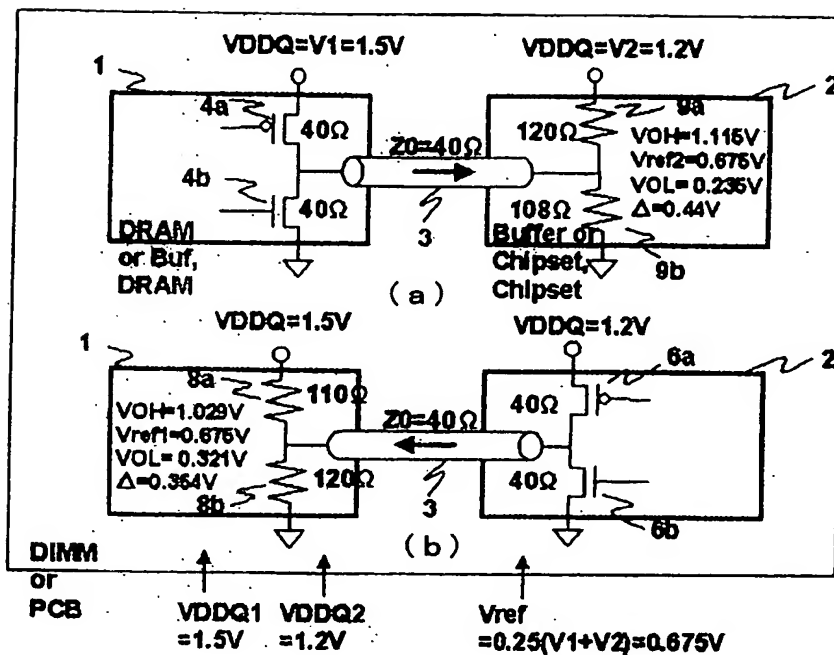 VDDQ=V1=1.5V
VDDQ=V2=1.2V
1
2
4a
40Ω
4b
40Ω
Z0=40Ω
3
DRAM
or Buf,
DRAM
9a
120Ω
VOH=1.115V
Vref2=0.675V
VOL= 0.235V
Δ=0.44V
108Ω
9b
Buffer or
Chipset,
Chipset
(a)
VDDQ=1.5V
VDDQ=1.2V
1
2
8a
110Ω
VOH=1.029V
Vref1=0.675V
VOL= 0.321V
Δ=0.354V
120Ω
8b
Z0=40Ω
3
6a
40Ω
40Ω
6b
(b)
DIMM
or
PCB
VDDQ1
=1.5V
VDDQ2
=1.2V
Vref
=0.25(V1+V2)=0.675V